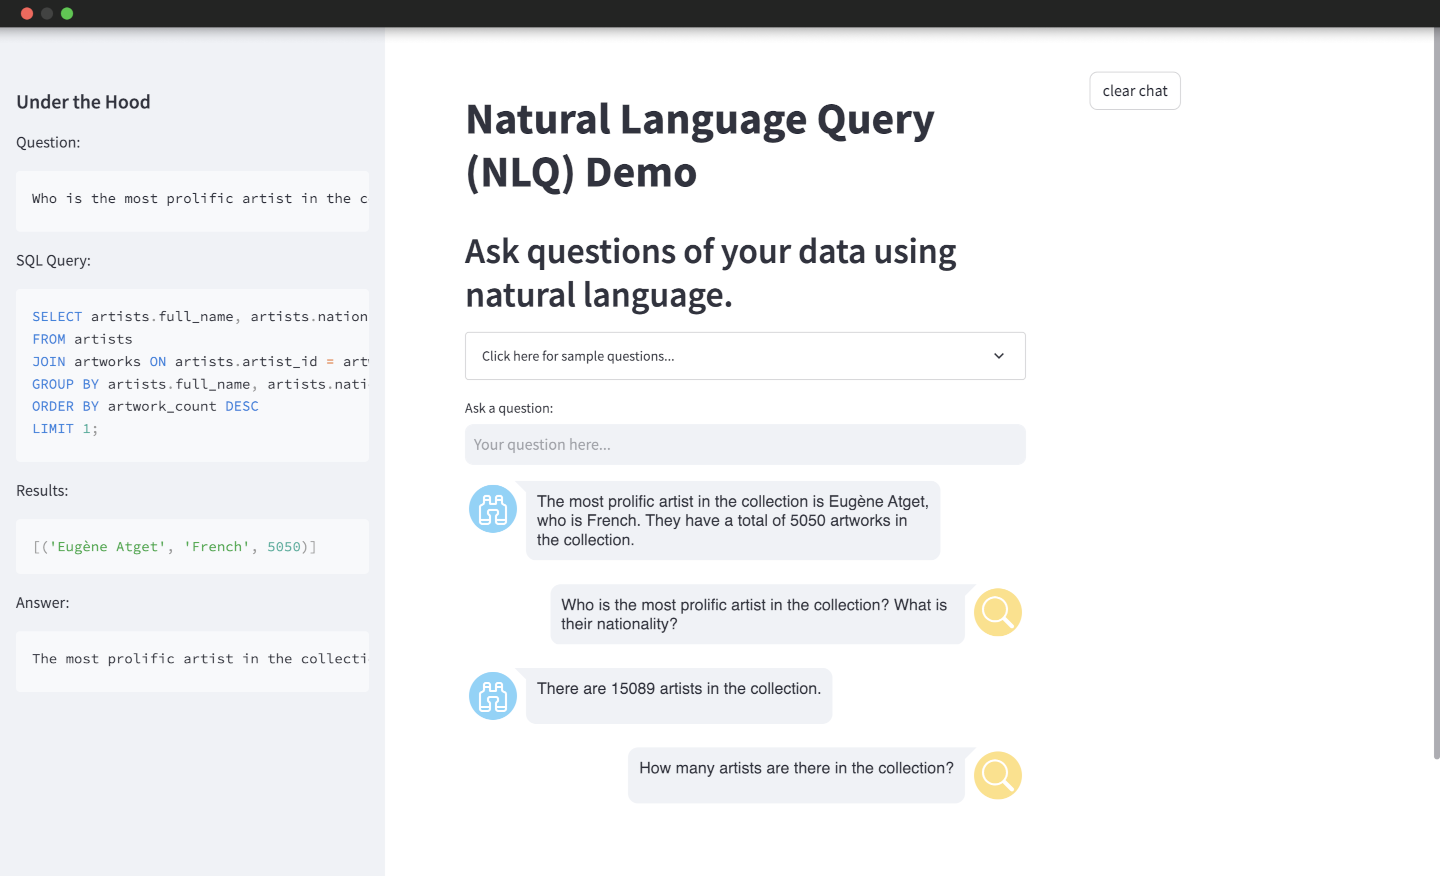 Under the Hood
Question:
Who is the most prolific artist in the c
SQL Query:
SELECT artists.full_name, artists.nation
FROM artists
JOIN artworks ON artists.artist_id = art
GROUP BY artists.full_name, artists.nati
ORDER BY artwork_count DESC
LIMIT 1;
Results:
[('Eugène Atget', 'French', 5050)]
Answer:
The most prolific artist in the collecti
clear chat
Natural Language Query
(NLQ) Demo
Ask questions of your data using
natural language.
Click here for sample questions...
Ask a question:
Your question here...
The most prolific artist in the collection is Eugène Atget,
who is French. They have a total of 5050 artworks in
the collection.
Who is the most prolific artist in the collection? What is
their nationality?
There are 15089 artists in the collection.
How many artists are there in the collection?